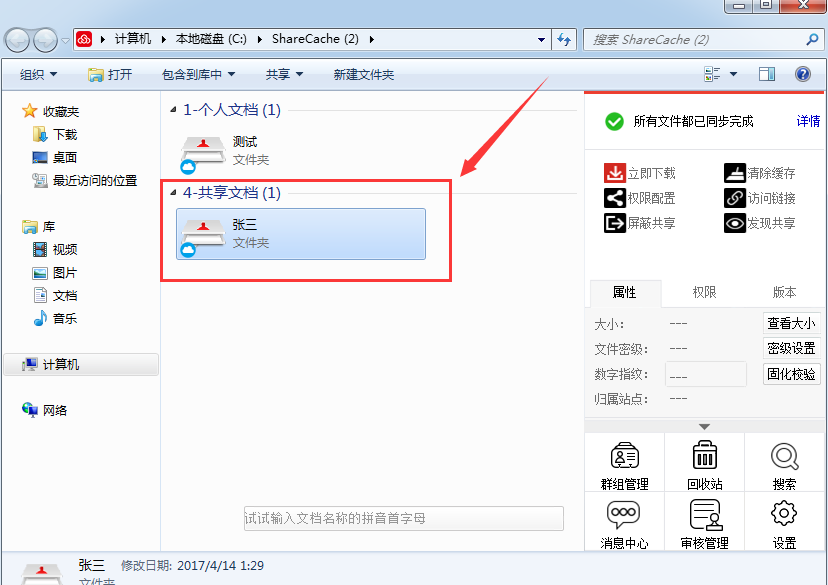 计算机 ▸ 本地磁盘 (C:) ▸ ShareCache (2) ▸
搜索 ShareCache (2)
组织 打开 包含到库中 共享 新建文件夹
收藏夹
下载
桌面
最近访问的位置
库
视频
图片
文档
音乐
计算机
网络
1-个人文档 (1)
测试
文件夹
4-共享文档 (1)
张三
文件夹
试试输入文档名称的拼音首字母
所有文件都已同步完成 详情
立即下载 清除缓存
权限配置 访问链接
屏蔽共享 发现共享
属性 权限 版本
大小: --- 查看大小
文件密级: --- 密级设置
数字指纹: --- 固化校验
归属站点: ---
群组管理 回收站 搜索
消息中心 审核管理 设置
张三 修改日期: 2017/4/14 1:29
文件夹